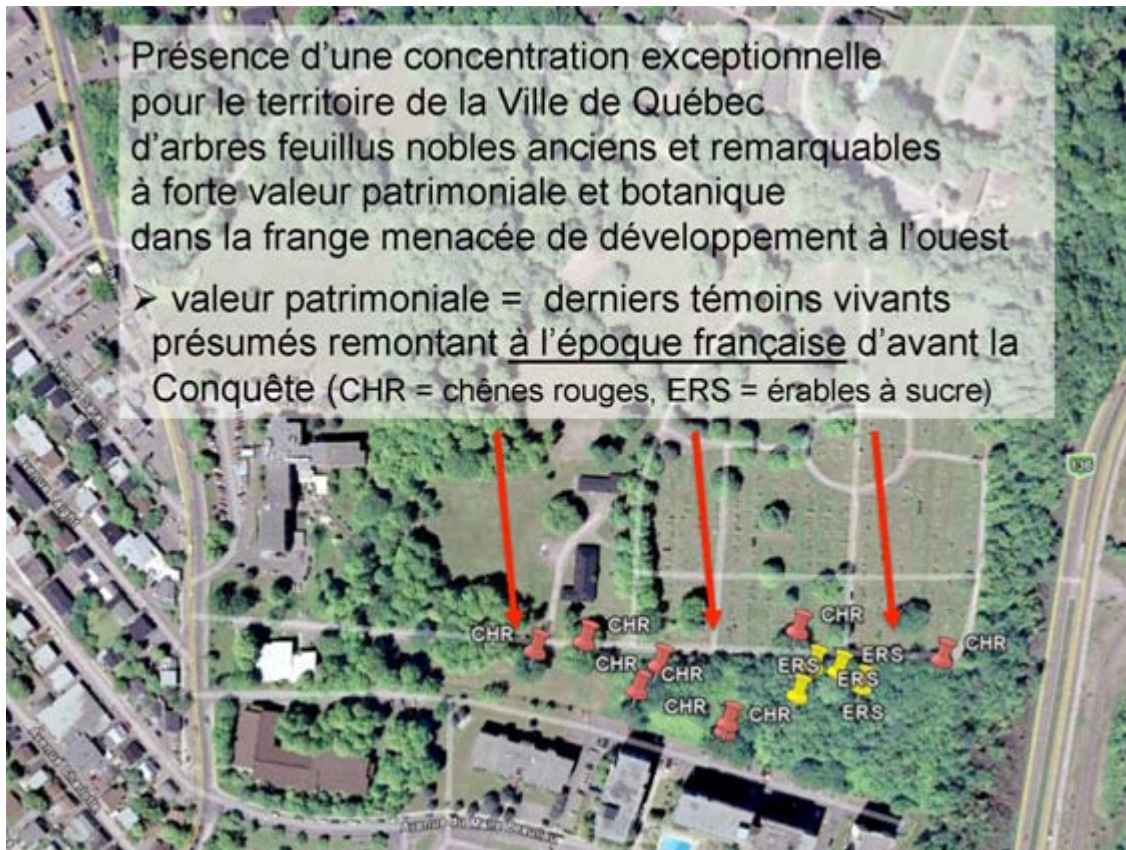 Présence d'une concentration exceptionnelle
pour le territoire de la Ville de Québec
d'arbres feuillus nobles anciens et remarquables
à forte valeur patrimoniale et botanique
dans la frange menacée de développement à l'ouest
➢ valeur patrimoniale = derniers témoins vivants
présumés remontant à l'époque française d'avant la
Conquête (CHR = chênes rouges, ERS = érables à sucre)
136
CHR
CHR
CHR
CHR
CHR
CHR
CHR
CHR
ERS
ERS
ERS
ERS
Avenue
Avenue du